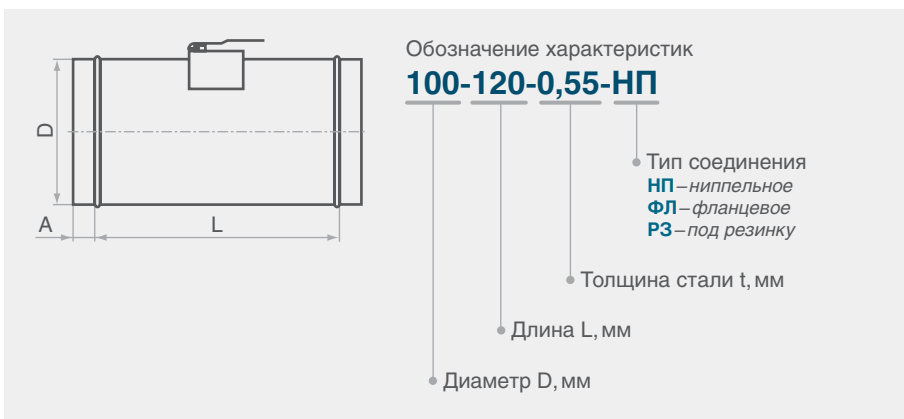 Обозначение характеристик
100-120-0,55-НП
D
A
L
Тип соединения
НП – ниппельное
ФЛ – фланцевое
РЗ – под резинку
Толщина стали t, мм
Длина L, мм
Диаметр D, мм